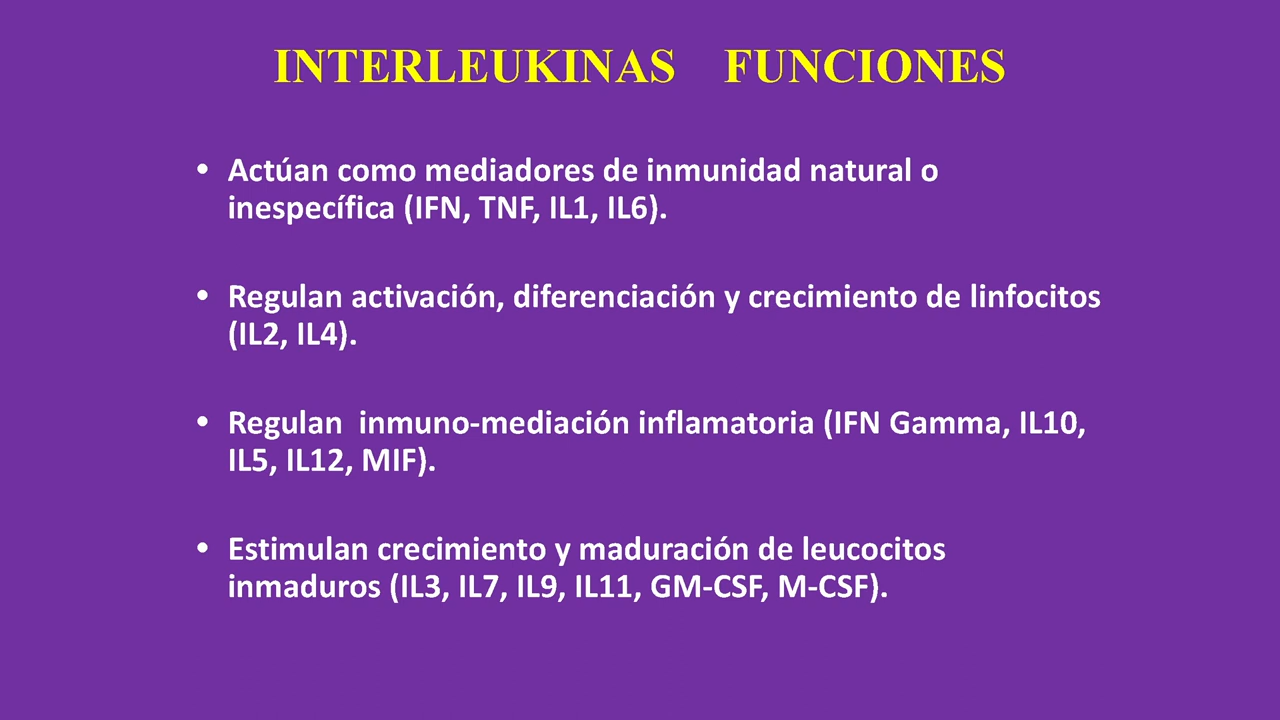 INTERLEUKINAS FUNCIONES
• Actúan como mediadores de inmunidad natural o
inespecífica (IFN, TNF, IL1, IL6).
• Regulan activación, diferenciación y crecimiento de linfocitos
(IL2, IL4).
• Regulan inmuno-mediación inflamatoria (IFN Gamma, IL10,
IL5, IL12, MIF).
• Estimulan crecimiento y maduración de leucocitos
inmaduros (IL3, IL7, IL9, IL11, GM-CSF, M-CSF).